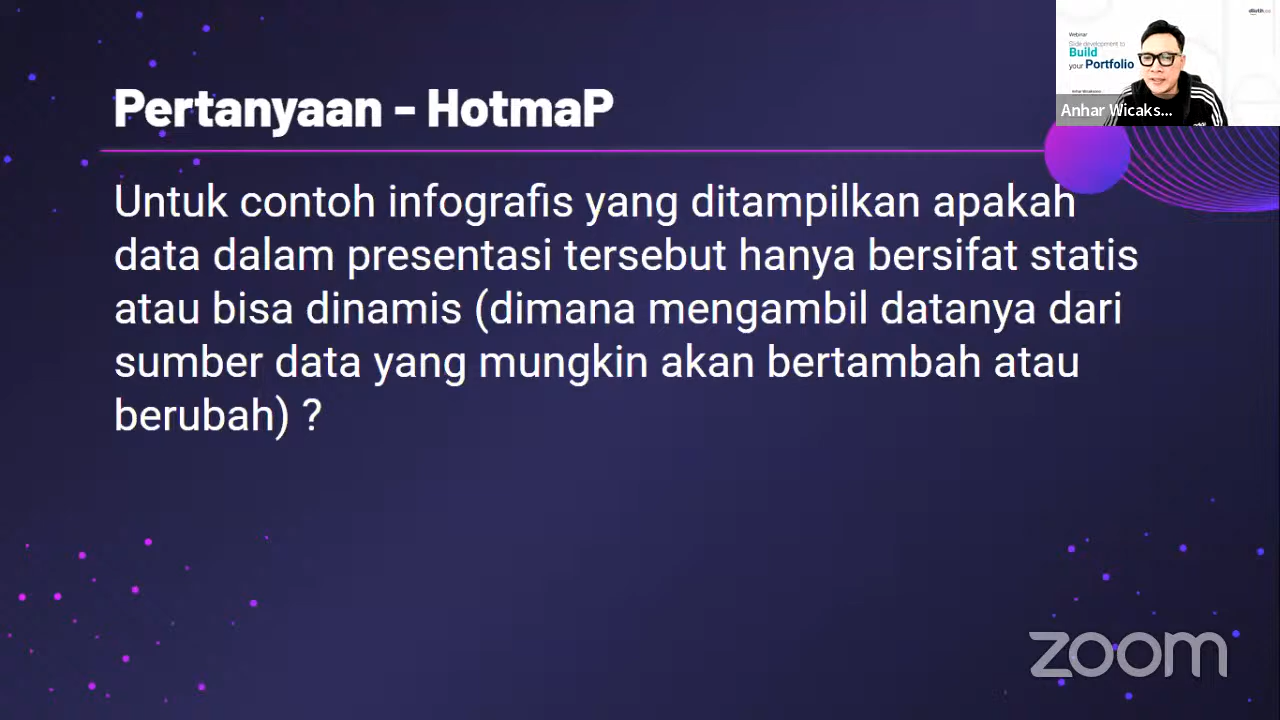 Pertanyaan - HotmaP
Untuk contoh infografis yang ditampilkan apakah
data dalam presentasi tersebut hanya bersifat statis
atau bisa dinamis (dimana mengambil datanya dari
sumber data yang mungkin akan bertambah atau
berubah) ?
Webinar
Build
your Portfolio
Anhar Wicaks...
zoom